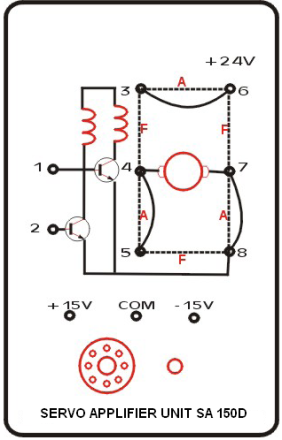 +24V
3 A 6
F F
1 4 7
A A
2 5 F 8
+15V COM -15V
SERVO APPLIFIER UNIT SA 150D